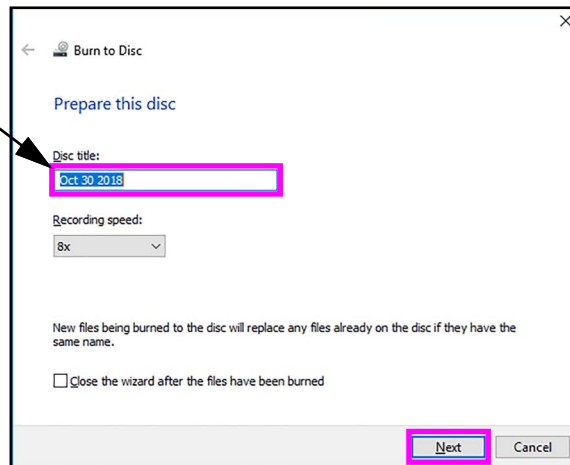 Burn to Disc
Prepare this disc
Disc title:
Oct 30 2018
Recording speed:
8x
New files being burned to the disc will replace any files already on the disc if they have the
same name.
Close the wizard after the files have been burned
Next Cancel